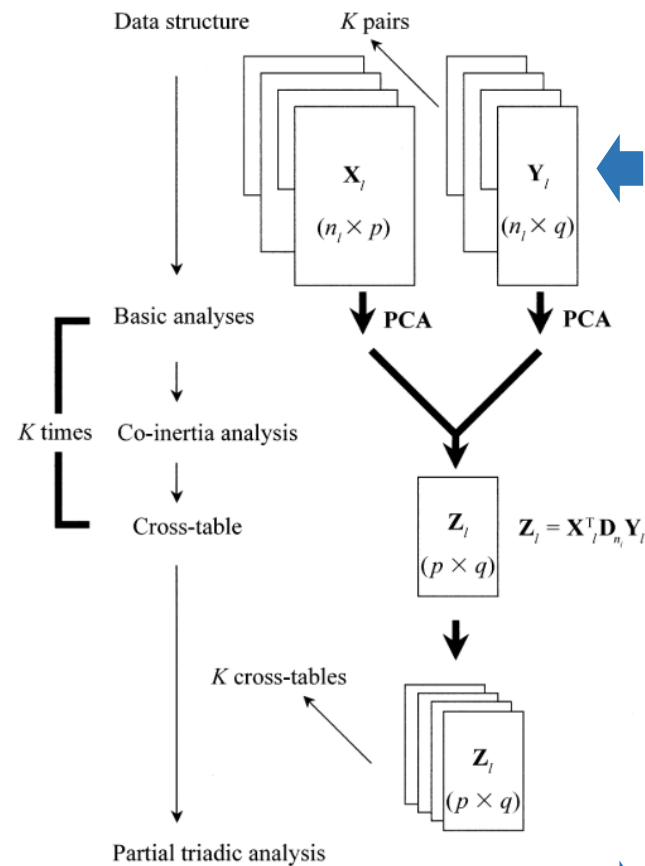 Data structure
K pairs
X_l
(n_l × p)
Y_l
(n_l × q)
Basic analyses
PCA
PCA
K times
Co-inertia analysis
Cross-table
Z_l
(p × q)
Z_l = X^T_l D_{n_l} Y_l
K cross-tables
Z_l
(p × q)
Partial triadic analysis